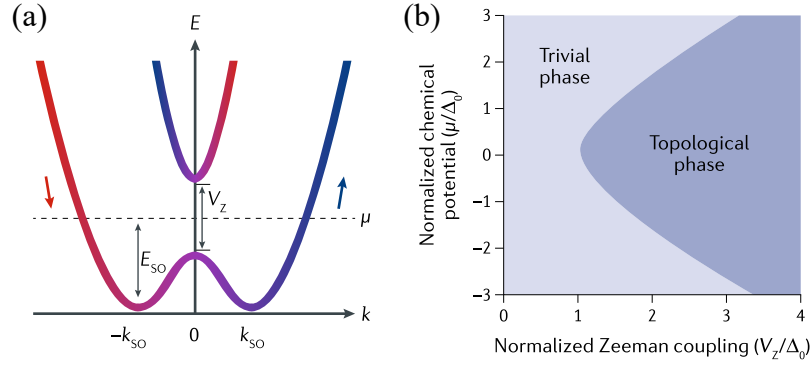 (a)
E
V_Z
μ
E_SO
k
−k_SO
0
k_SO
(b)
Normalized chemical
potential (μ/Δ_0)
3
2
1
0
−1
−2
−3
Trivial
phase
Topological
phase
0
1
2
3
4
Normalized Zeeman coupling (V_Z/Δ_0)